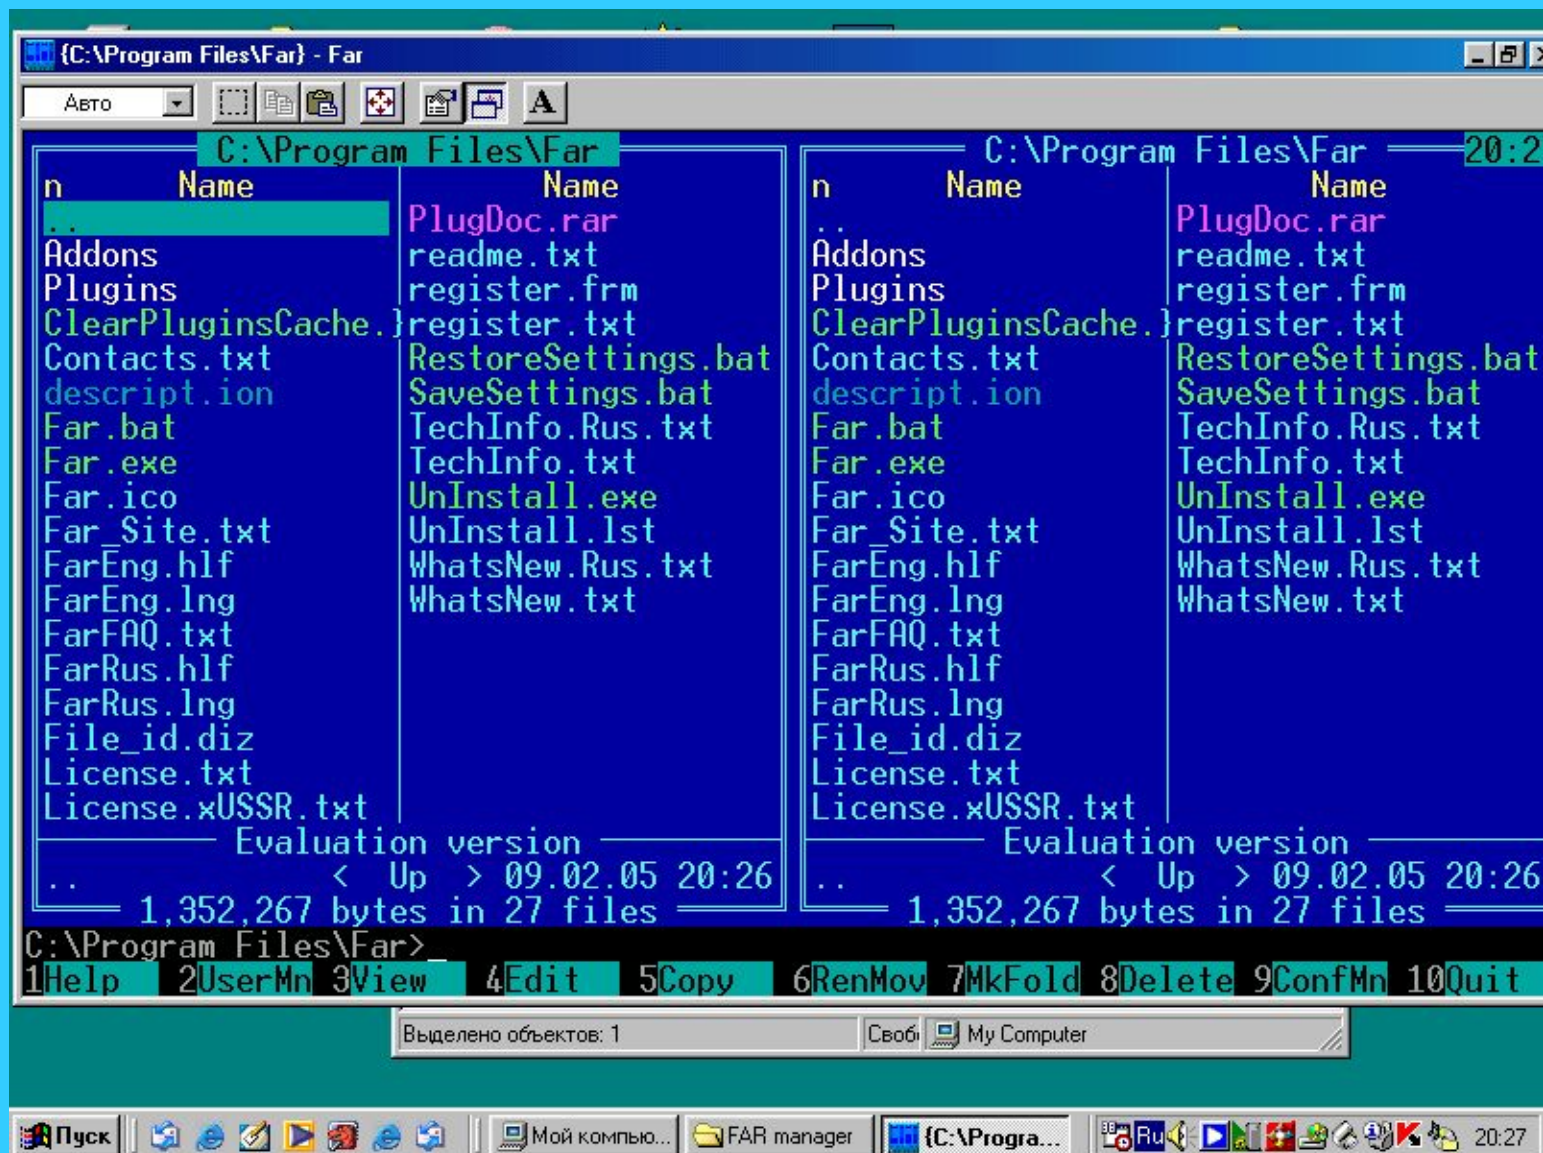 {C:\Program Files\Far} - Far
Авто
A
C:\Program Files\Far C:\Program Files\Far 20:2
n Name Name n Name Name
.. PlugDoc.rar .. PlugDoc.rar
Addons readme.txt Addons readme.txt
Plugins register.frm Plugins register.frm
ClearPluginsCache.}register.txt ClearPluginsCache.}register.txt
Contacts.txt RestoreSettings.bat Contacts.txt RestoreSettings.bat
descript.ion SaveSettings.bat descript.ion SaveSettings.bat
Far.bat TechInfo.Rus.txt Far.bat TechInfo.Rus.txt
Far.exe TechInfo.txt Far.exe TechInfo.txt
Far.ico UnInstall.exe Far.ico UnInstall.exe
Far_Site.txt UnInstall.lst Far_Site.txt UnInstall.lst
FarEng.hlf WhatsNew.Rus.txt FarEng.hlf WhatsNew.Rus.txt
FarEng.lng WhatsNew.txt FarEng.lng WhatsNew.txt
FarFAQ.txt FarFAQ.txt
FarRus.hlf FarRus.hlf
FarRus.lng FarRus.lng
File_id.diz File_id.diz
License.txt License.txt
License.xUSSR.txt License.xUSSR.txt
Evaluation version Evaluation version
.. < Up > 09.02.05 20:26 .. < Up > 09.02.05 20:26
1,352,267 bytes in 27 files 1,352,267 bytes in 27 files
C:\Program Files\Far>_
1Help 2UserMn 3View 4Edit 5Copy 6RenMov 7MkFold 8Delete 9ConfMn 10Quit
Выделено объектов: 1 Своб My Computer
Пуск Мой компью... FAR manager {C:\Progra... Ru 20:27